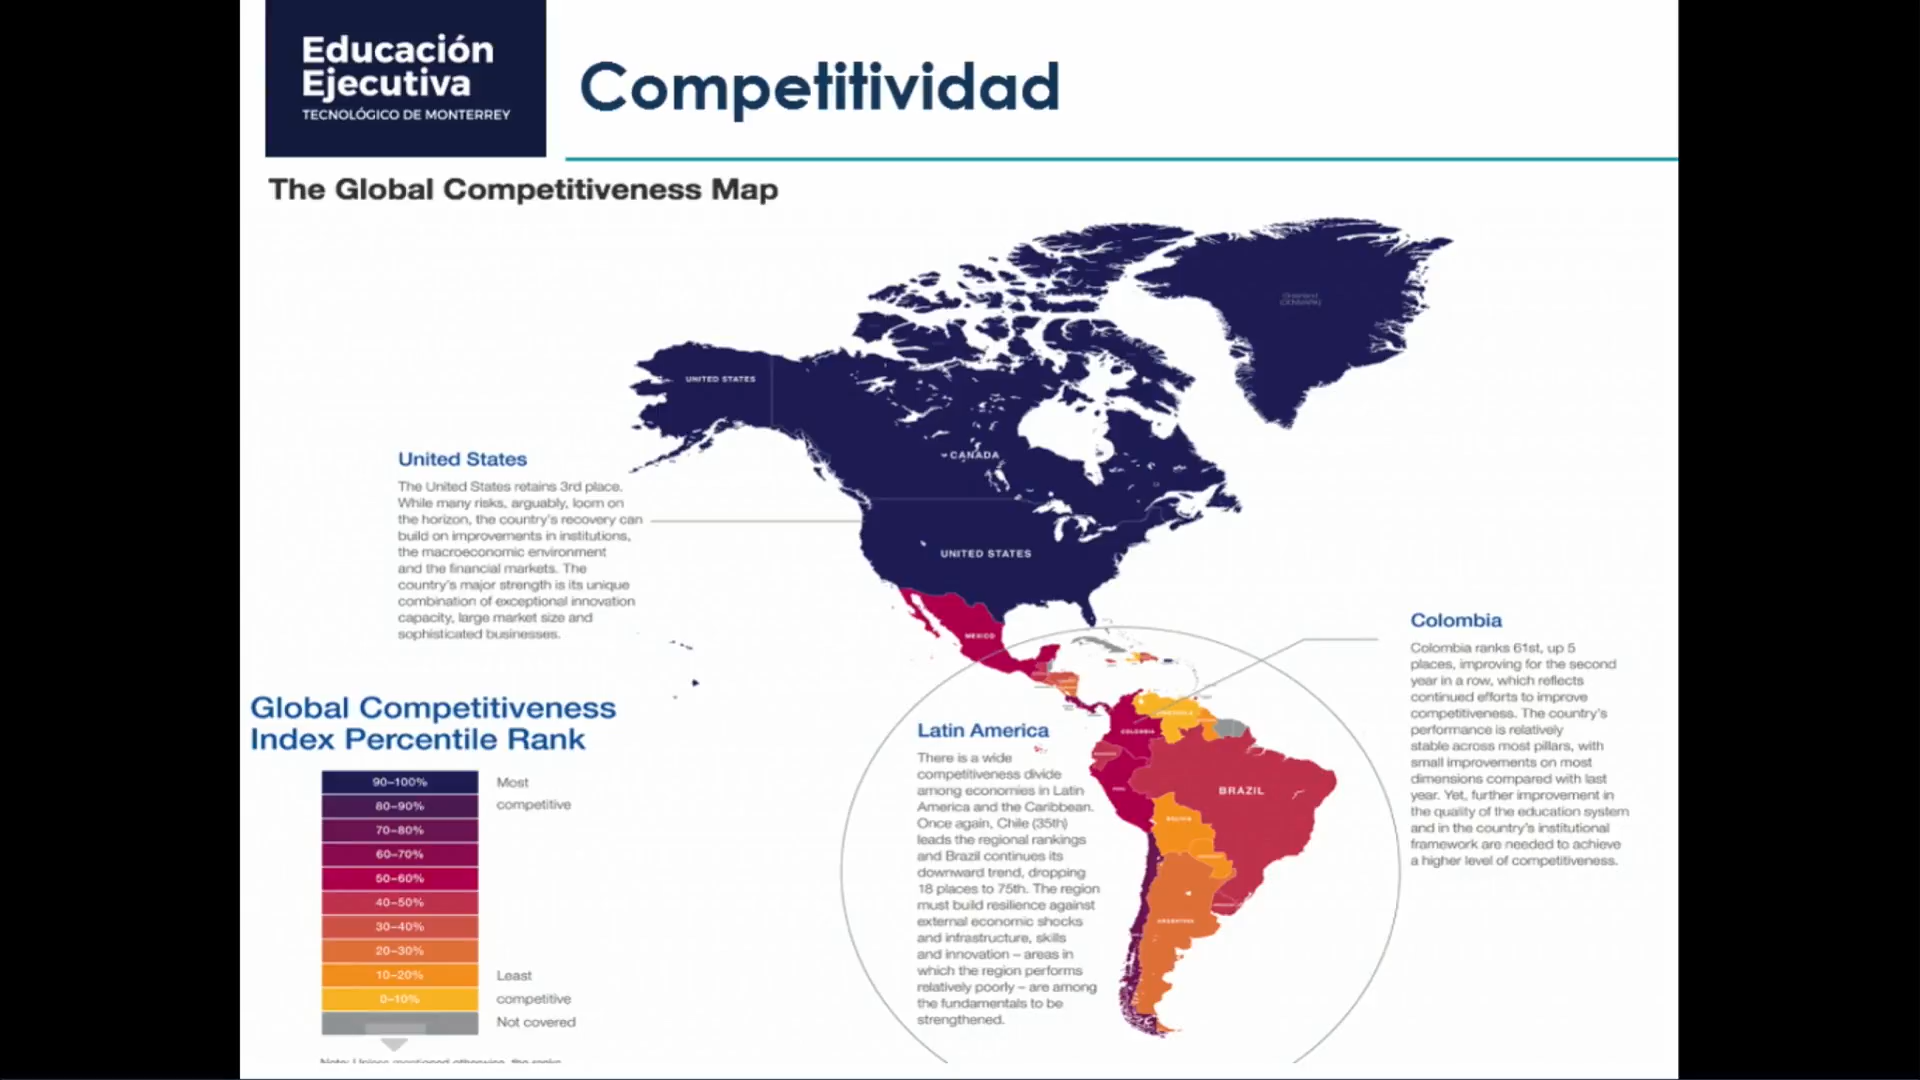 Educación
Ejecutiva
TECNOLÓGICO DE MONTERREY
Competitividad
The Global Competitiveness Map
Greenland
(DENMARK)
UNITED STATES
CANADA
UNITED STATES
MEXICO
United States
The United States retains 3rd place.
While many risks, arguably, loom on
the horizon, the country's recovery can
build on improvements in institutions,
the macroeconomic environment
and the financial markets. The
country's major strength is its unique
combination of exceptional innovation
capacity, large market size and
sophisticated businesses.
Global Competitiveness
Index Percentile Rank
90–100%
Most
80–90%
competitive
70–80%
60–70%
50–60%
40–50%
30–40%
20–30%
10–20%
Least
0–10%
competitive
Not covered
Note: Unless mentioned otherwise, the ranks
Latin America
There is a wide
competitiveness divide
among economies in Latin
America and the Caribbean.
Once again, Chile (35th)
leads the regional rankings
and Brazil continues its
downward trend, dropping
18 places to 75th. The region
must build resilience against
external economic shocks
and infrastructure, skills
and innovation – areas in
which the region performs
relatively poorly – are among
the fundamentals to be
strengthened.
COLOMBIA
BRAZIL
BOLIVIA
ARGENTINA
Colombia
Colombia ranks 61st, up 5
places, improving for the second
year in a row, which reflects
continued efforts to improve
competitiveness. The country's
performance is relatively
stable across most pillars, with
small improvements on most
dimensions compared with last
year. Yet, further improvement in
the quality of the education system
and in the country's institutional
framework are needed to achieve
a higher level of competitiveness.